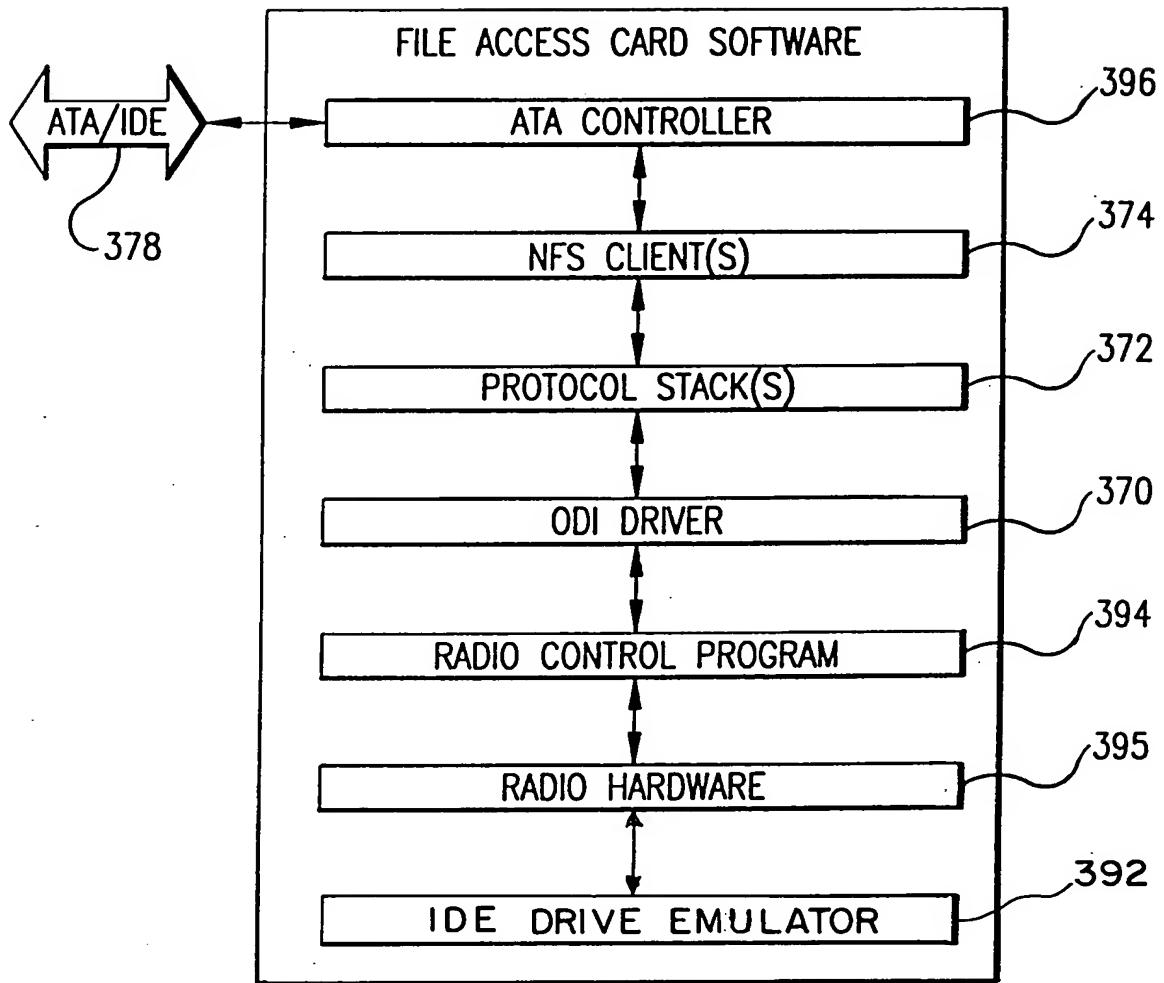 FILE ACCESS CARD SOFTWARE
ATA/IDE
378
ATA CONTROLLER
396
NFS CLIENT(S)
374
PROTOCOL STACK(S)
372
ODI DRIVER
370
RADIO CONTROL PROGRAM
394
RADIO HARDWARE
395
IDE DRIVE EMULATOR
392